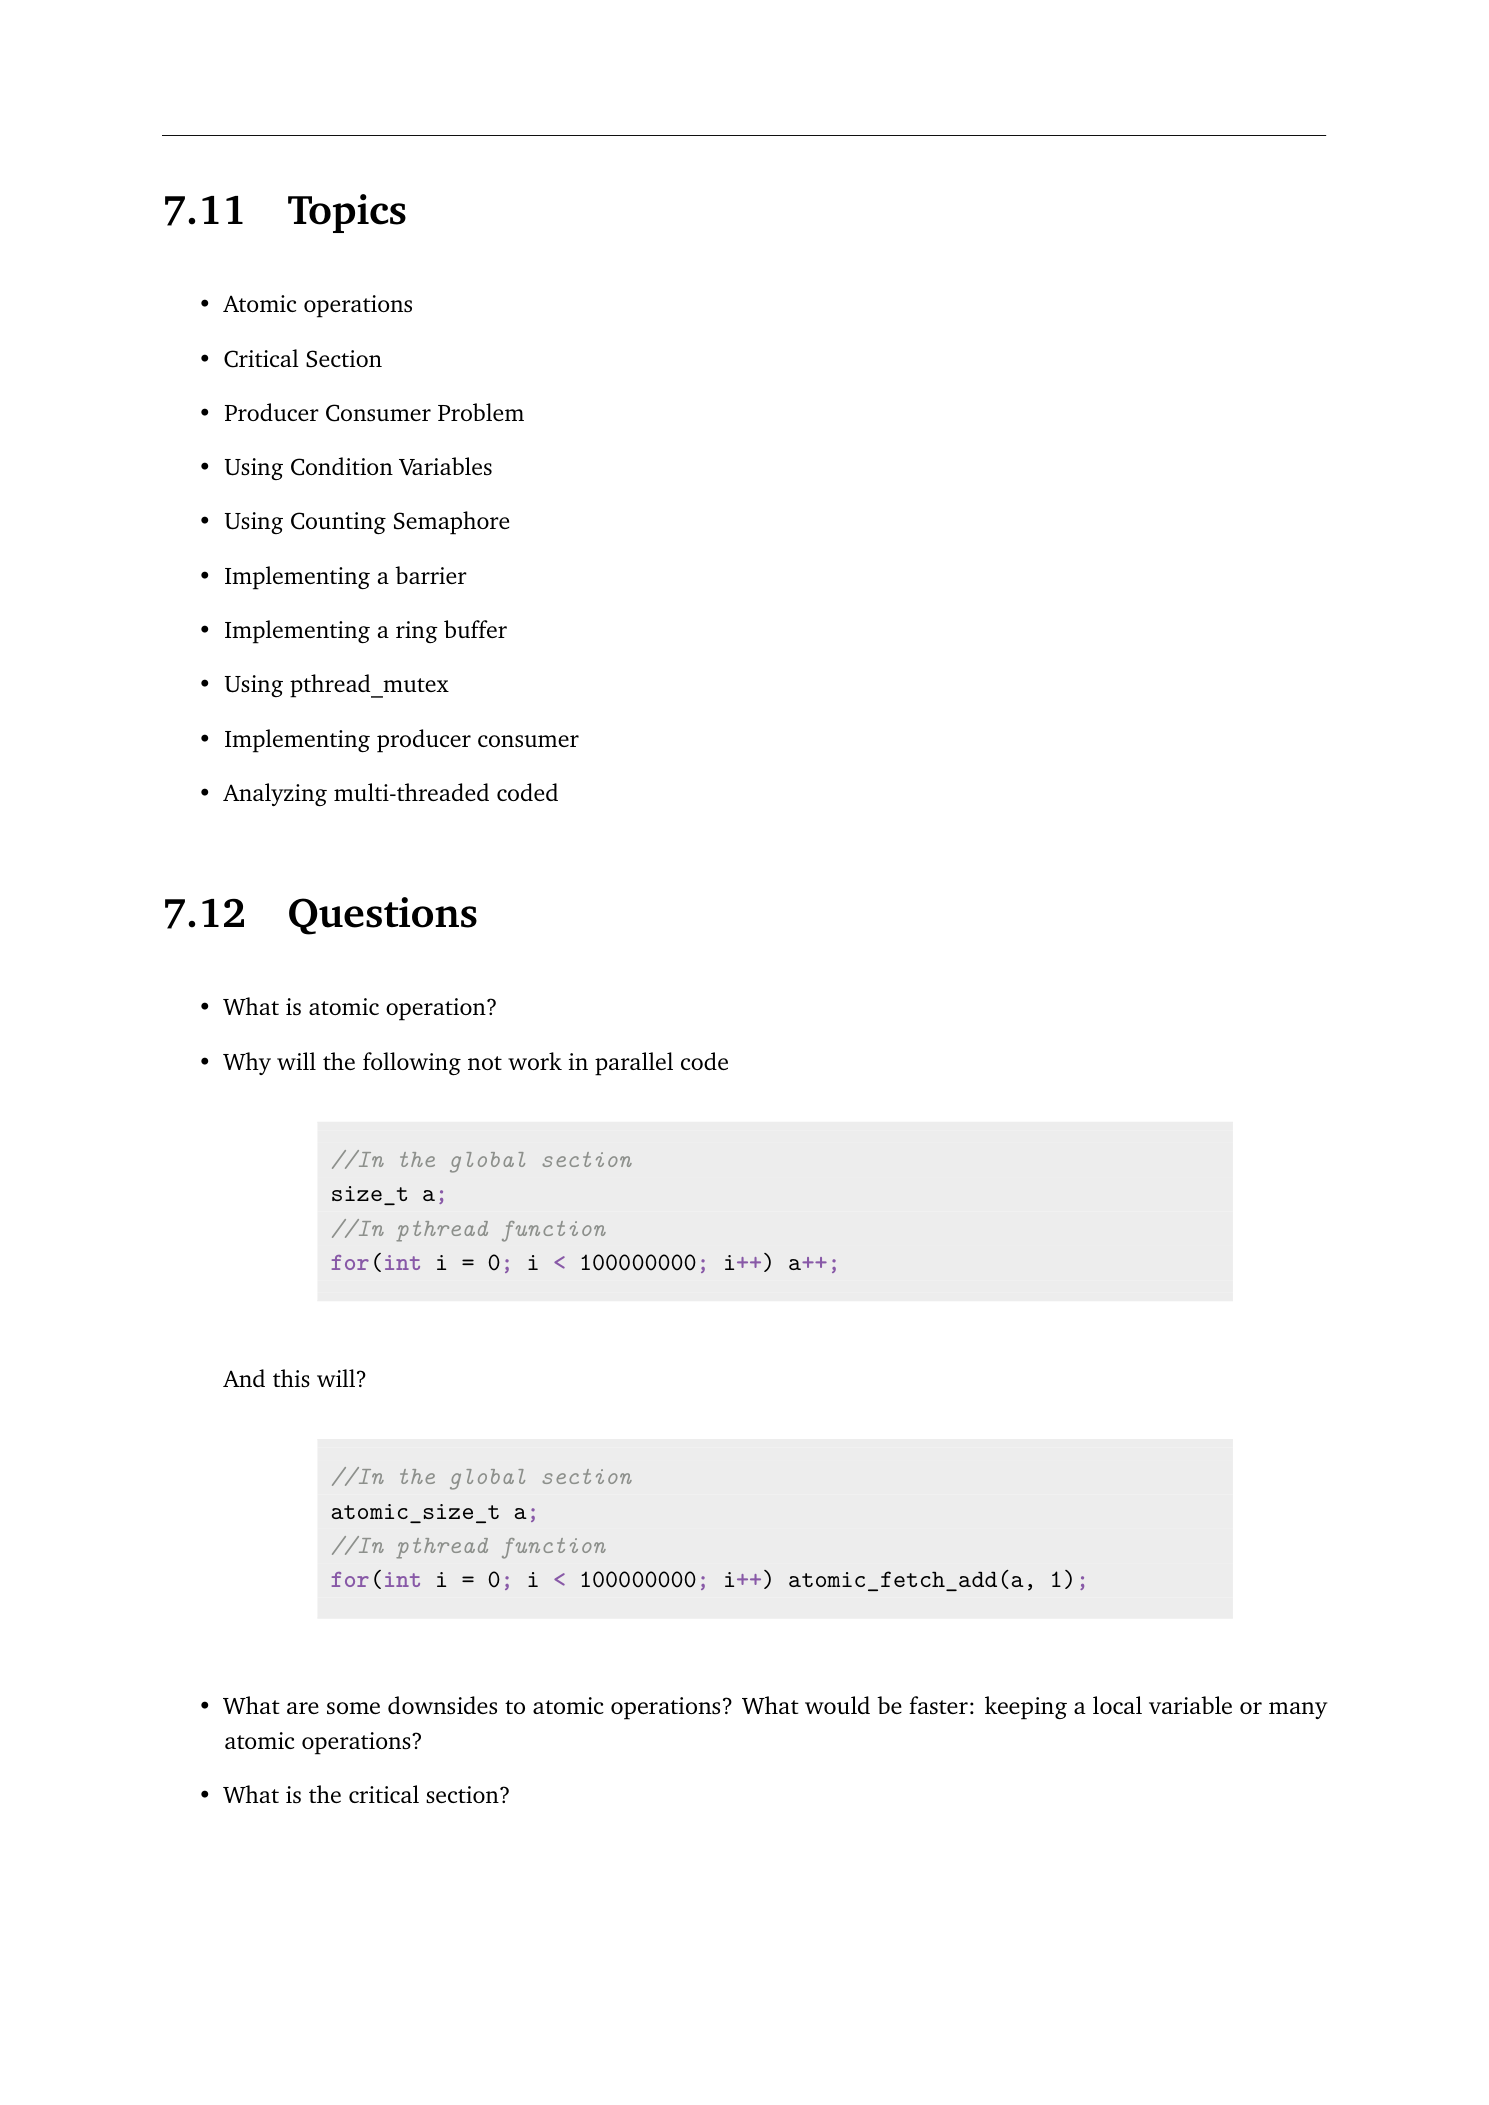 7.11 Topics
• Atomic operations
• Critical Section
• Producer Consumer Problem
• Using Condition Variables
• Using Counting Semaphore
• Implementing a barrier
• Implementing a ring buffer
• Using pthread_mutex
• Implementing producer consumer
• Analyzing multi-threaded coded
7.12 Questions
• What is atomic operation?
• Why will the following not work in parallel code
//In the global section
size_t a;
//In pthread function
for(int i = 0; i < 100000000; i++) a++;
And this will?
//In the global section
atomic_size_t a;
//In pthread function
for(int i = 0; i < 100000000; i++) atomic_fetch_add(a, 1);
• What are some downsides to atomic operations? What would be faster: keeping a local variable or many
atomic operations?
• What is the critical section?